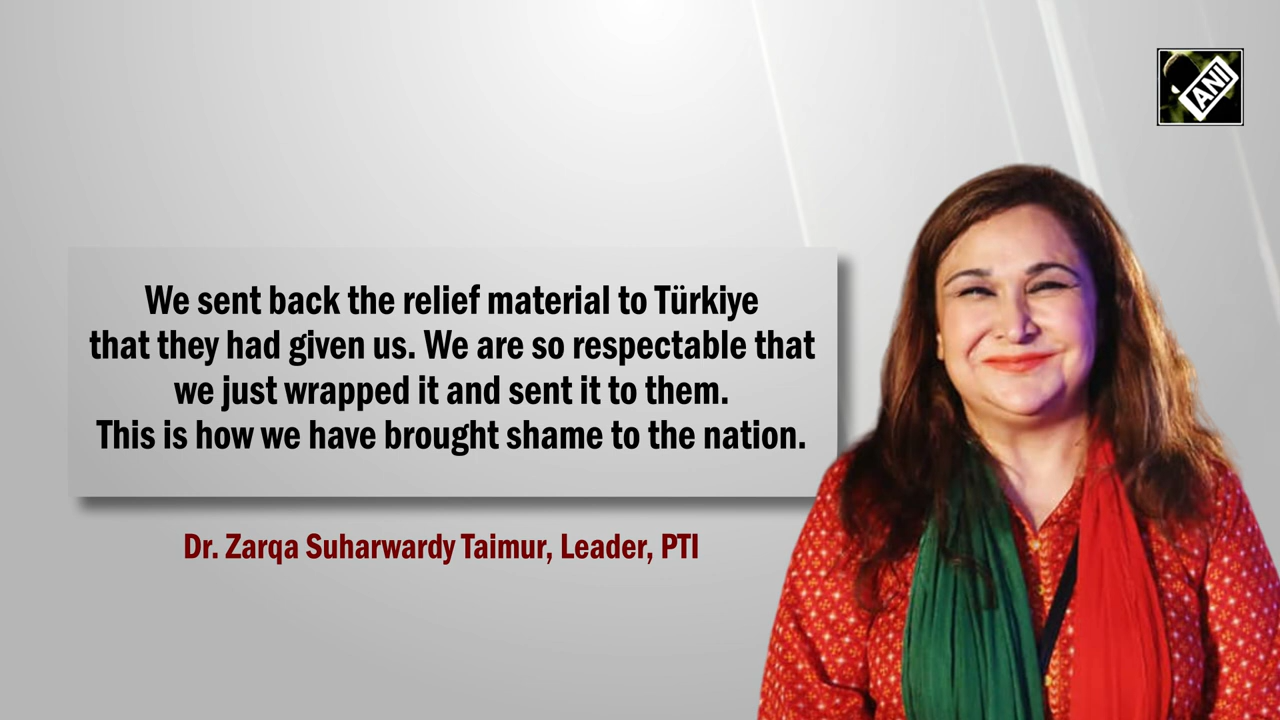 ANI
We sent back the relief material to Türkiye
that they had given us. We are so respectable that
we just wrapped it and sent it to them.
This is how we have brought shame to the nation.
Dr. Zarqa Suharwardy Taimur, Leader, PTI